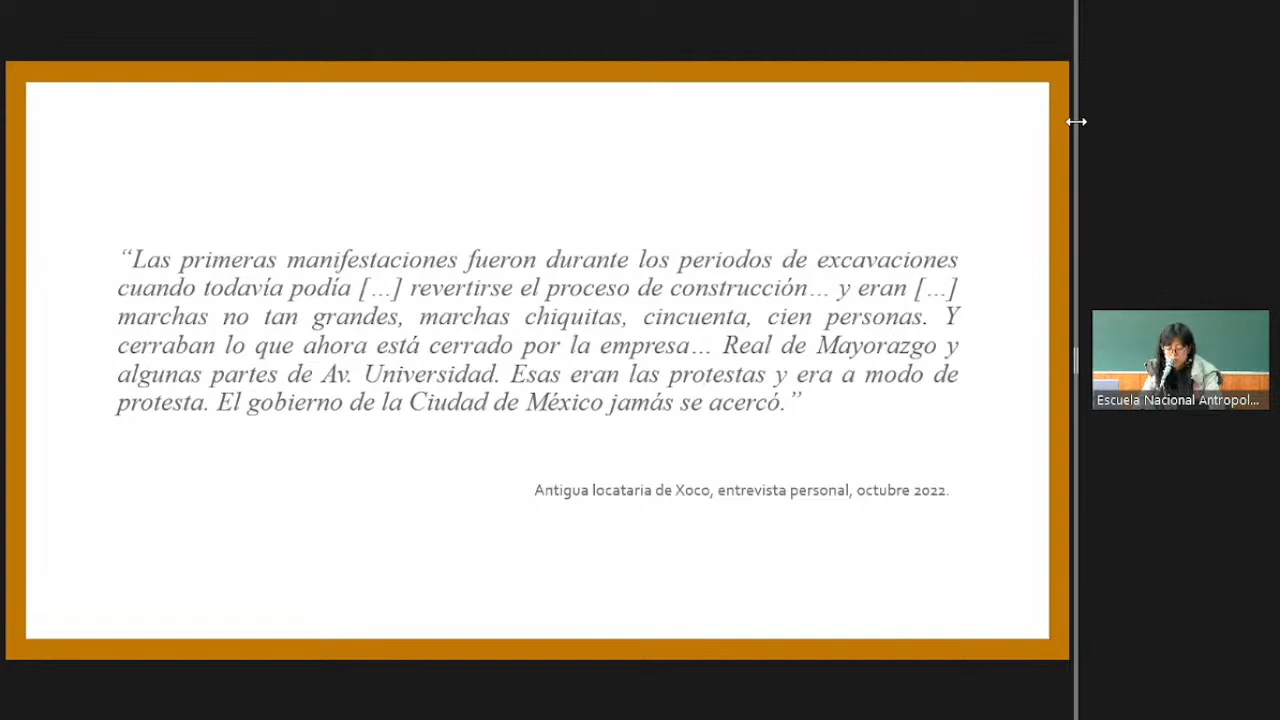 “Las primeras manifestaciones fueron durante los periodos de excavaciones
cuando todavía podía […] revertirse el proceso de construcción… y eran […]
marchas no tan grandes, marchas chiquitas, cincuenta, cien personas. Y
cerraban lo que ahora está cerrado por la empresa… Real de Mayorazgo y
algunas partes de Av. Universidad. Esas eran las protestas y era a modo de
protesta. El gobierno de la Ciudad de México jamás se acercó.”
Antigua locataria de Xoco, entrevista personal, octubre 2022.
Escuela Nacional Antropol...